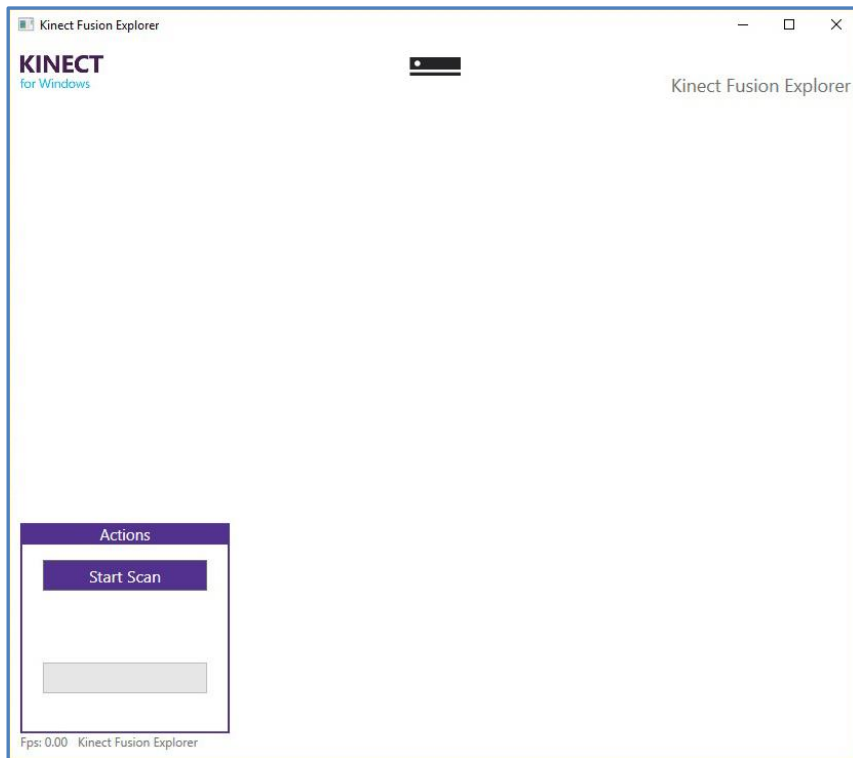 Kinect Fusion Explorer
KINECT
for Windows
Kinect Fusion Explorer
Actions
Start Scan
Fps: 0.00 Kinect Fusion Explorer